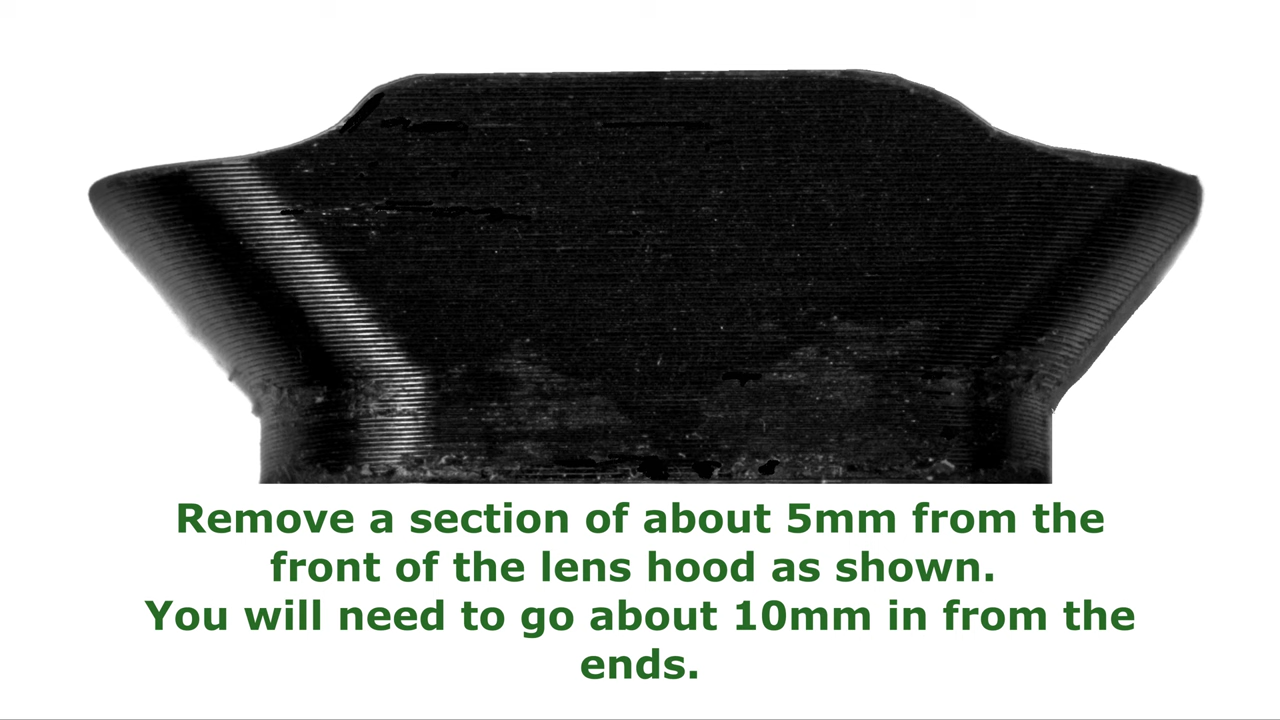 Remove a section of about 5mm from the
front of the lens hood as shown.
You will need to go about 10mm in from the
ends.